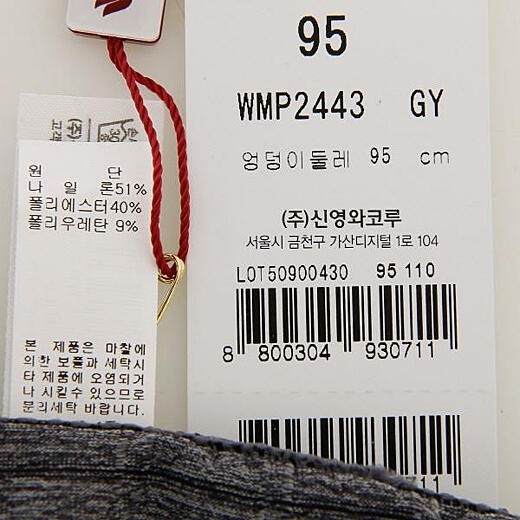 95
WMP2443 GY
엉덩이둘레 95 cm
(주)신영와코루
서울시 금천구 가산디지털 1로 104
LOT50900430 95 110
8 800304 930711
원 단
나 일 론51%
폴리에스터40%
폴리우레탄 9%
본 제품은 마찰에
의한 보풀과 세탁시
타 제품에 오염되거
나 시킬수 있으므로
분리세탁 바랍니다.